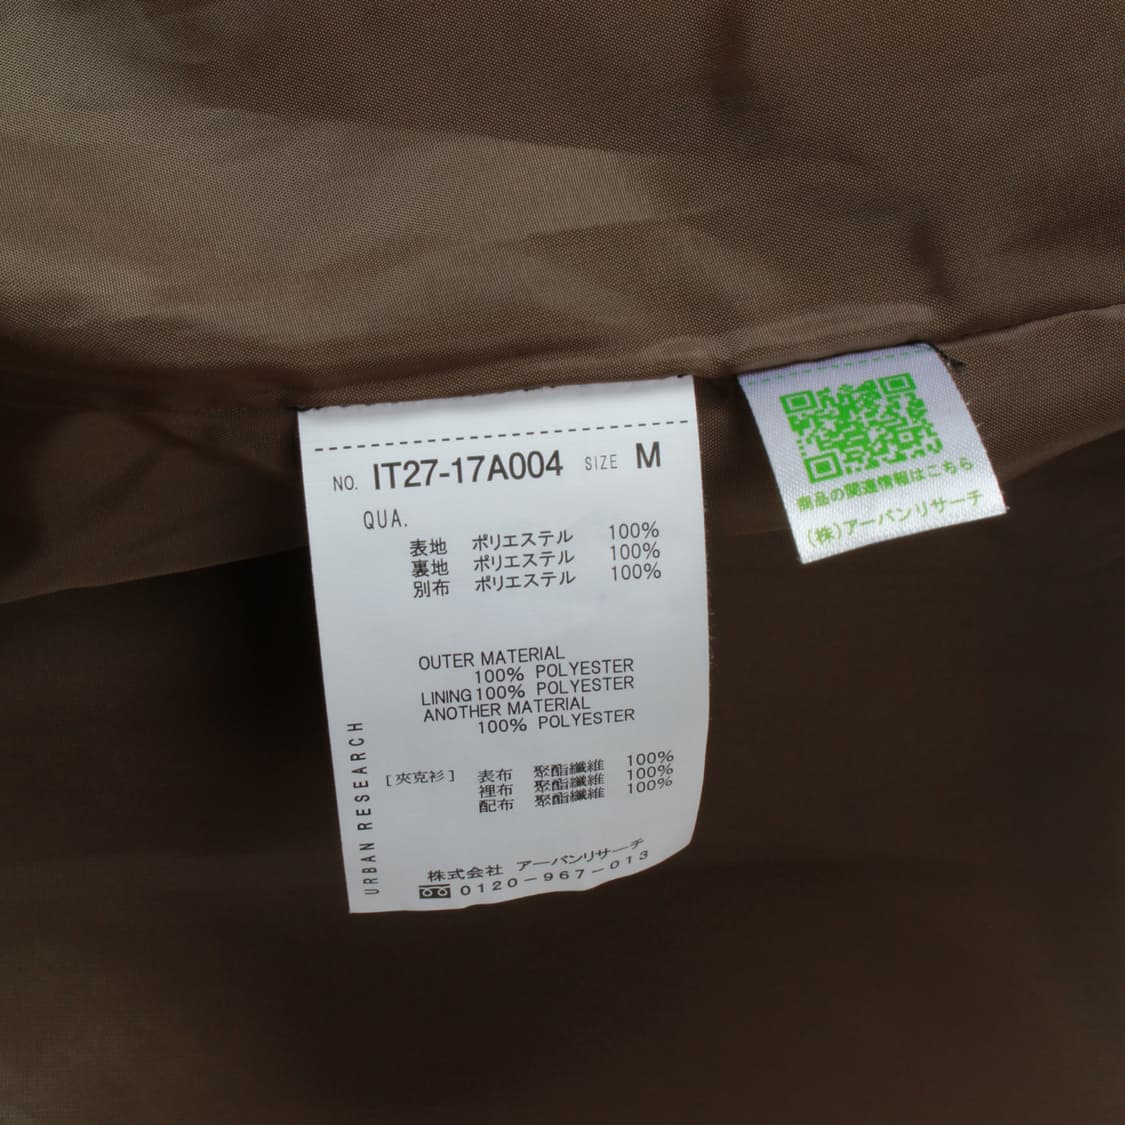 NO. IT27-17A004 SIZE M
QUA.
表地 ポリエステル 100%
裏地 ポリエステル 100%
別布 ポリエステル 100%
OUTER MATERIAL
100% POLYESTER
LINING 100% POLYESTER
ANOTHER MATERIAL
100% POLYESTER
[夾克衫] 表布 聚酯纖維 100%
裡布 聚酯纖維 100%
配布 聚酯纖維 100%
株式会社 アーバンリサーチ
0120-967-013
URBAN RESEARCH
商品の関連情報はこちら
(株)アーバンリサーチ